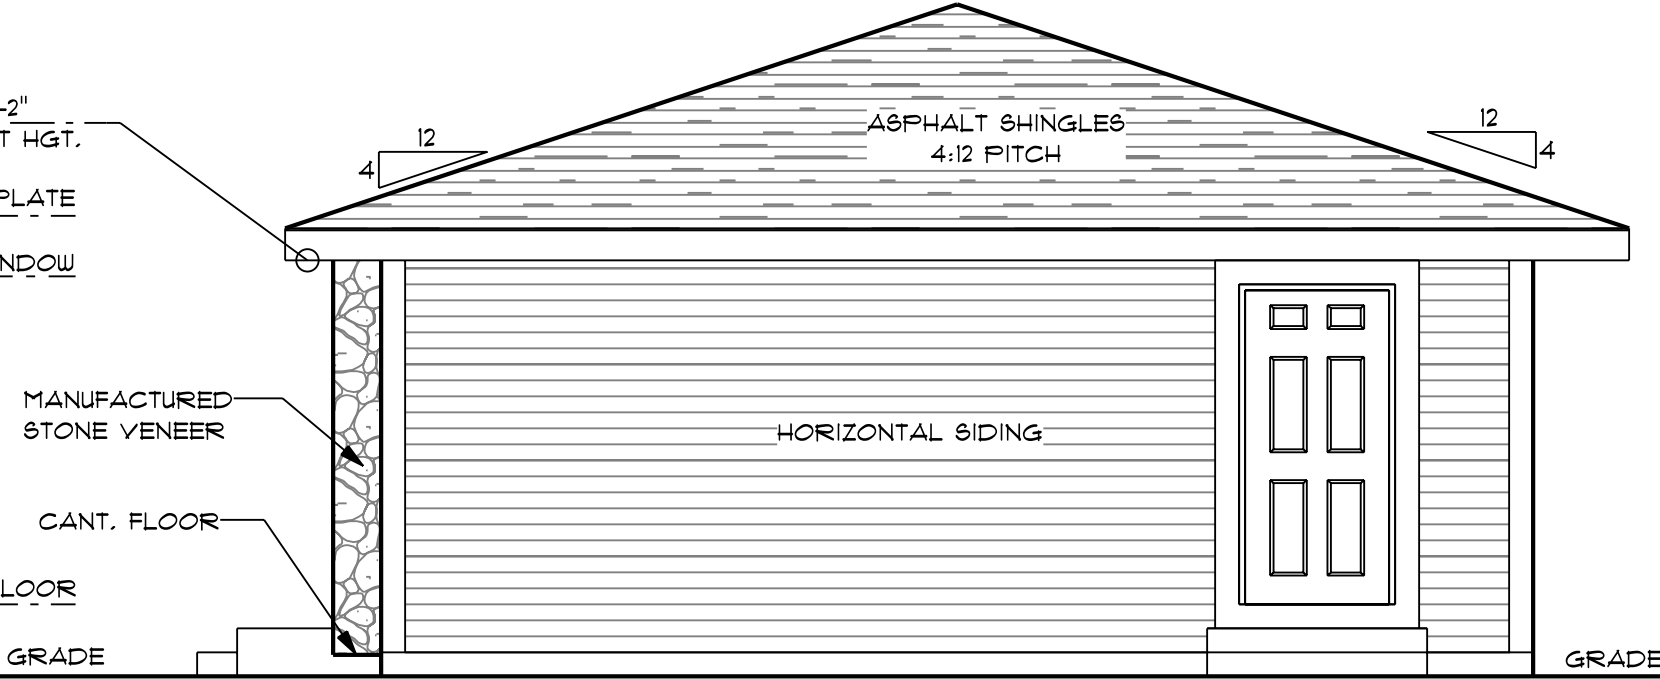 -2"
T HGT.
12
4
ASPHALT SHINGLES
4:12 PITCH
12
4
PLATE
NDOW
MANUFACTURED
STONE VENEER
HORIZONTAL SIDING
CANT. FLOOR
LOOR
GRADE
GRADE